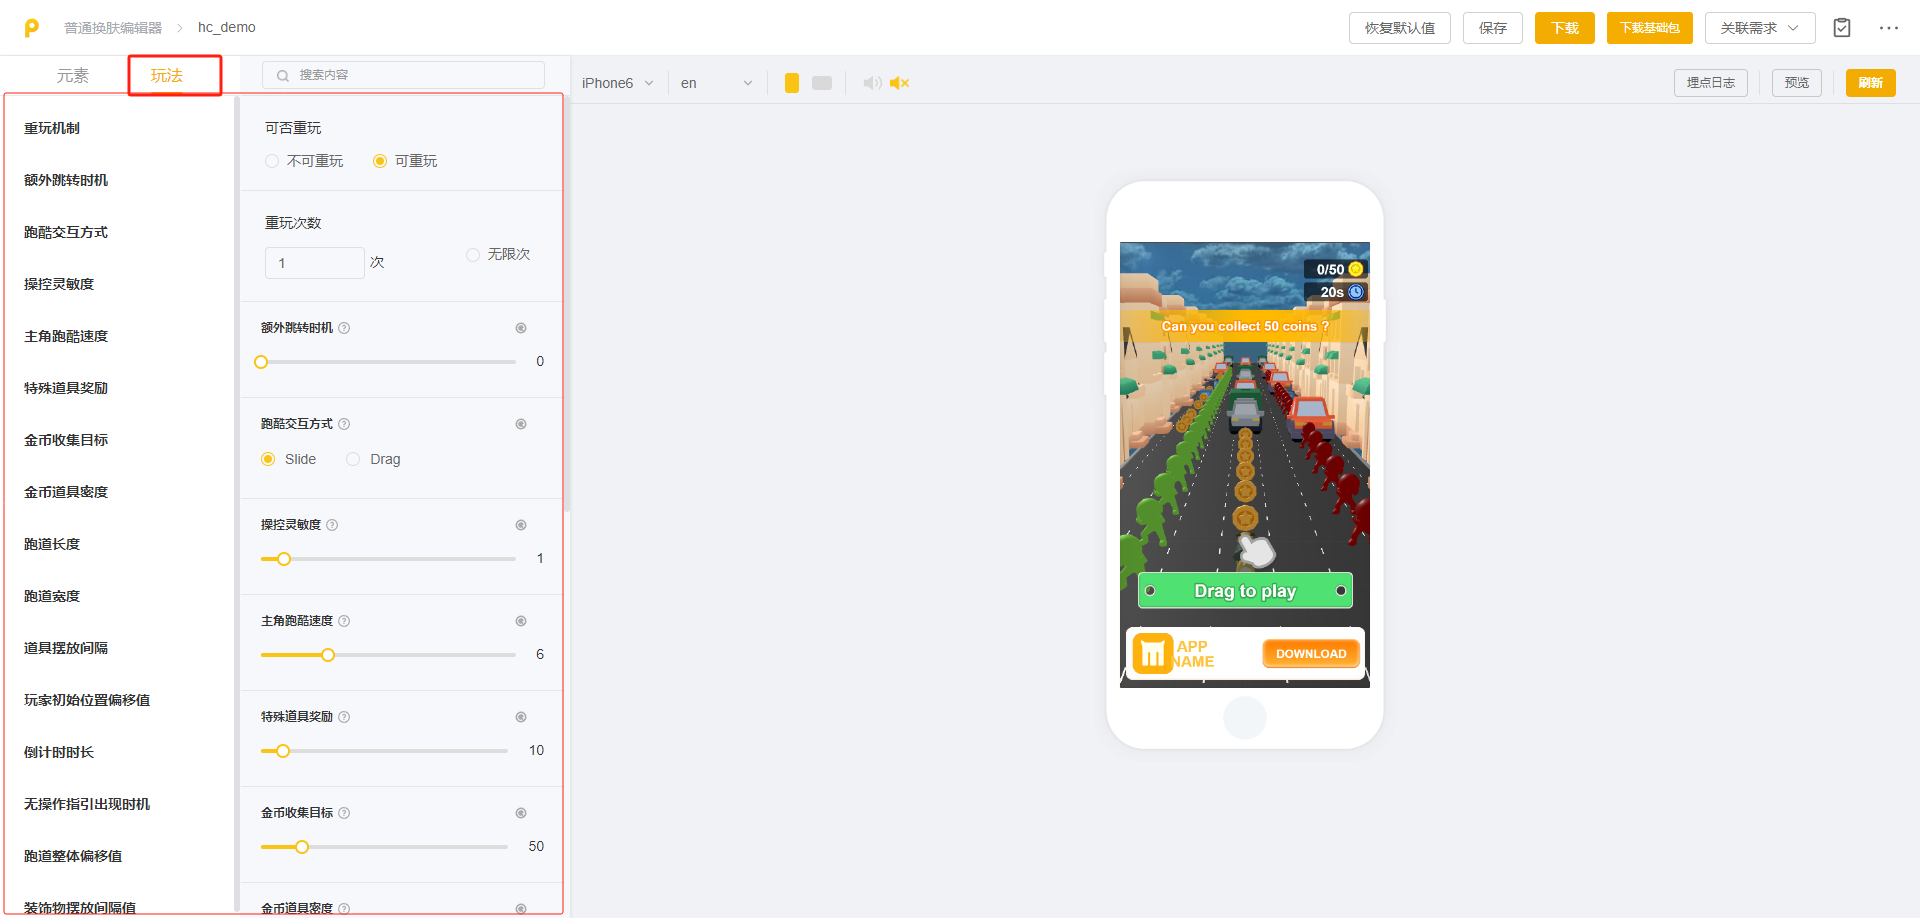 普通换肤编辑器 > hc_demo
恢复默认值
保存
下载
下载基础包
关联需求
元素
玩法
搜索内容
iPhone6
en
埋点日志
预览
刷新
重玩机制
额外跳转时机
跑酷交互方式
操控灵敏度
主角跑酷速度
特殊道具奖励
金币收集目标
金币道具密度
跑道长度
跑道宽度
道具摆放间隔
玩家初始位置偏移值
倒计时时长
无操作指引出现时机
跑道整体偏移值
装饰物摆放间隔值
可否重玩
不可重玩
可重玩
重玩次数
1 次
无限次
额外跳转时机 ?
0
跑酷交互方式 ?
Slide
Drag
操控灵敏度 ?
1
主角跑酷速度 ?
6
特殊道具奖励 ?
10
金币收集目标 ?
50
金币道具密度 ?
0/50
20s
Can you collect 50 coins ?
Drag to play
APP
NAME
DOWNLOAD